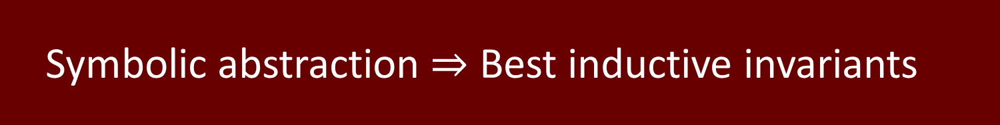 Symbolic abstraction ⇒ Best inductive invariants